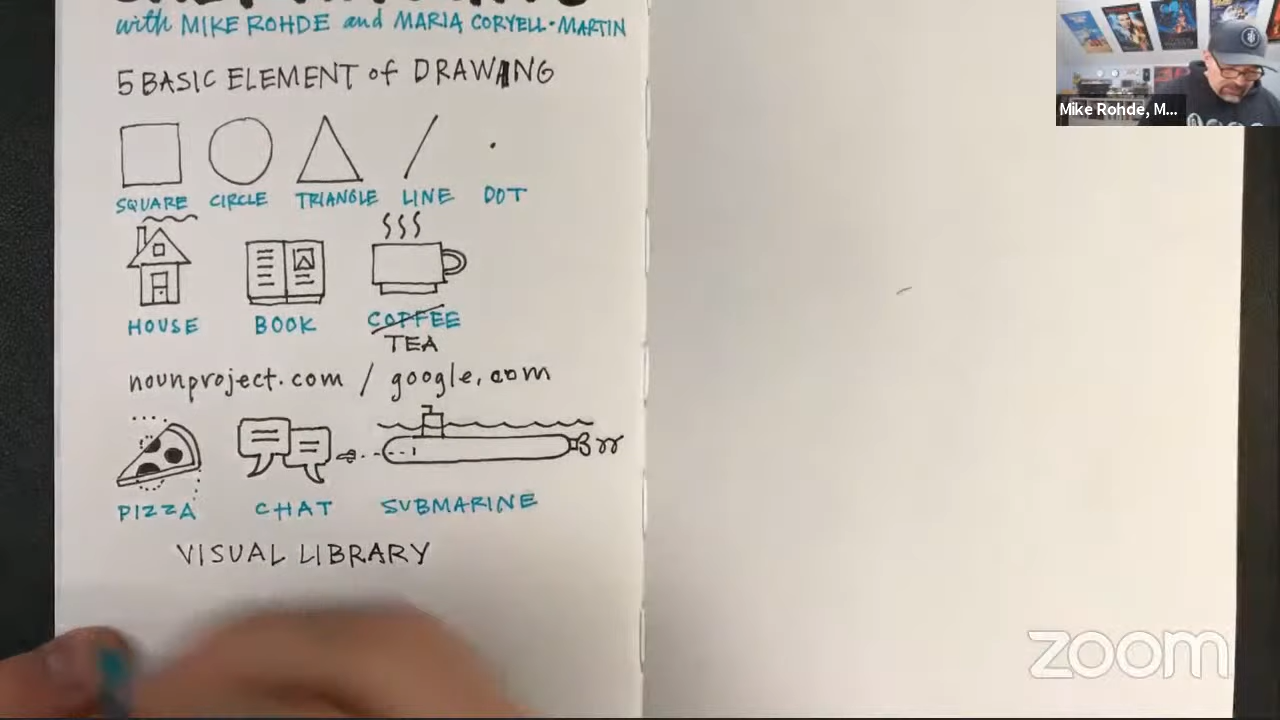 with MIKE ROHDE and MARIA CORYELL-MARTIN
5 BASIC ELEMENT of DRAWING
SQUARE CIRCLE TRIANGLE LINE DOT
HOUSE BOOK COFFEE
TEA
nounproject.com / google.com
PIZZA CHAT SUBMARINE
VISUAL LIBRARY
Mike Rohde, M...
zoom